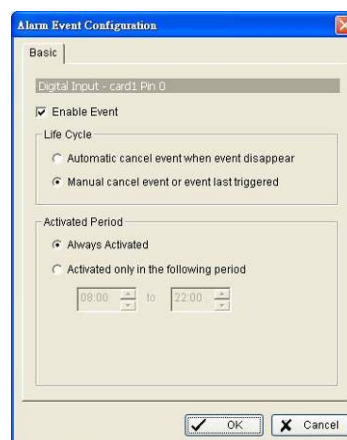 Alarm Event Configuration
Basic
Digital Input - card1 Pin 0
Enable Event
Life Cycle
Automatic cancel event when event disappear
Manual cancel event or event last triggered
Activated Period
Always Activated
Activated only in the following period
08:00 to 22:00
OK Cancel